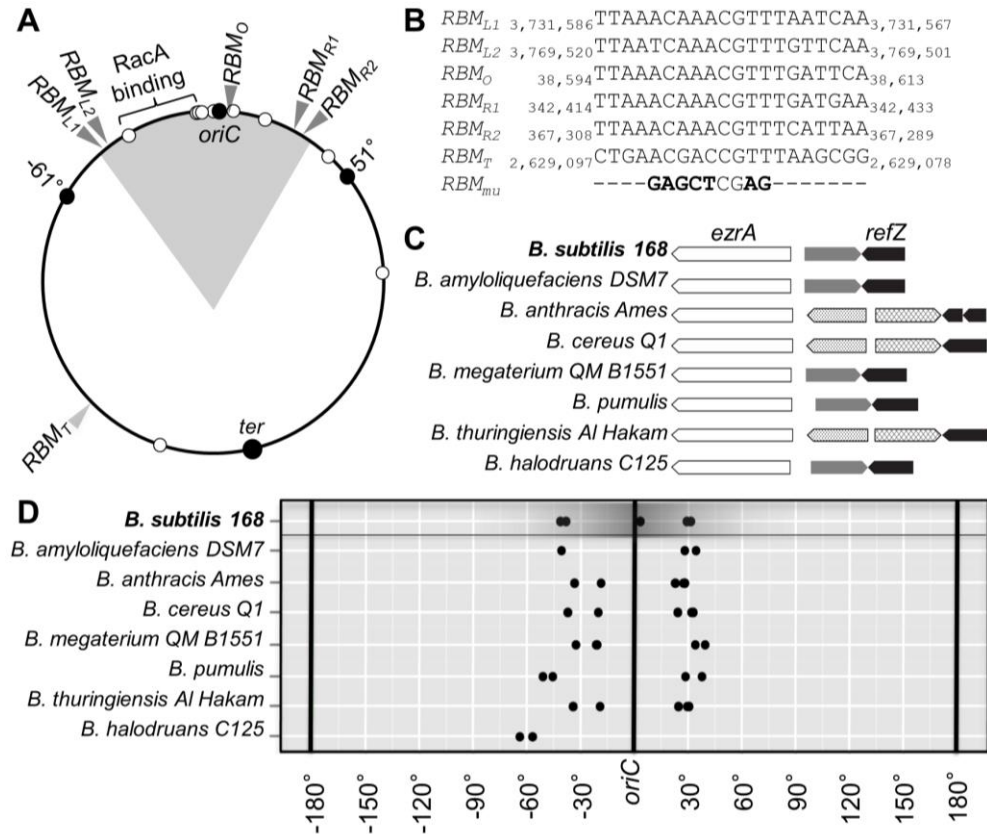 A
RBM_L1
RBM_L2
RacA
binding
RBM_O
RBM_R1
RBM_R2
oriC
-61°
51°
RBM_T
ter
B
RBM_L1 3,731,586 TTAAACAAACGTTTAATCAA 3,731,567
RBM_L2 3,769,520 TTAATCAAACGTTTGTTCAA 3,769,501
RBM_O 38,594 TTAAACAAACGTTTGATTCA 38,613
RBM_R1 342,414 TTAAACAAACGTTTGATGAA 342,433
RBM_R2 367,308 TTAAACAAACGTTTCATTAA 367,289
RBM_T 2,629,097 CTGAACGACCGTTTAAGCGG 2,629,078
RBM_mu ----GAGCTCGAG-------
C
ezrA refZ
B. subtilis 168
B. amyloliquefaciens DSM7
B. anthracis Ames
B. cereus Q1
B. megaterium QM B1551
B. pumulis
B. thuringiensis Al Hakam
B. halodruans C125
D
B. subtilis 168
B. amyloliquefaciens DSM7
B. anthracis Ames
B. cereus Q1
B. megaterium QM B1551
B. pumulis
B. thuringiensis Al Hakam
B. halodruans C125
-180° -150° -120° -90° -60° -30° oriC 30° 60° 90° 120° 150° 180°